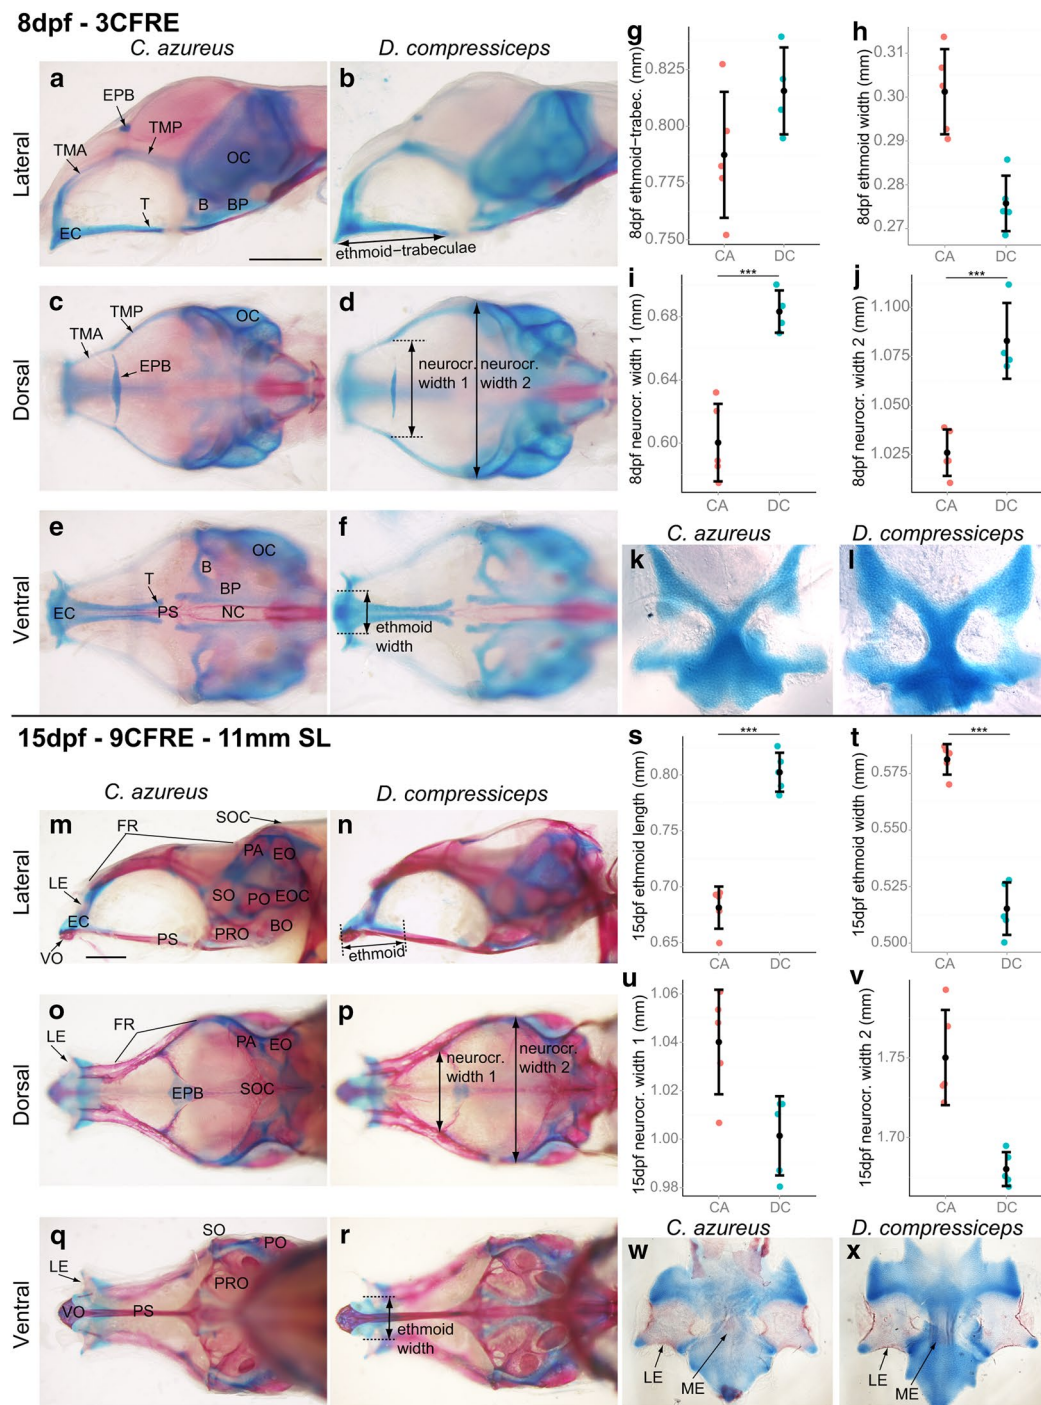 8dpf - 3CFRE
C. azureus
D. compressiceps
Lateral
a
EPB
TMP
TMA
OC
T
B
BP
EC
b
ethmoid–trabeculae
Dorsal
c
TMP
OC
TMA
EPB
d
neurocr. width 1
neurocr. width 2
Ventral
e
OC
B
T
BP
EC
PS
NC
f
ethmoid width
g
8dpf ethmoid–trabec. (mm)
0.825
0.800
0.775
0.750
CA
DC
h
8dpf ethmoid width (mm)
0.31
0.30
0.29
0.28
0.27
CA
DC
i
***
8dpf neurocr. width 1 (mm)
0.68
0.64
0.60
CA
DC
j
***
8dpf neurocr. width 2 (mm)
1.100
1.075
1.050
1.025
CA
DC
C. azureus
D. compressiceps
k
l
15dpf - 9CFRE - 11mm SL
C. azureus
D. compressiceps
Lateral
m
FR
SOC
PA
EO
LE
SO
PO
EOC
EC
BO
PRO
PS
VO
n
ethmoid
Dorsal
o
FR
LE
PA
EO
EPB
SOC
p
neurocr. width 1
neurocr. width 2
Ventral
q
SO
PO
LE
PRO
VO
PS
r
ethmoid width
s
***
15dpf ethmoid length (mm)
0.80
0.75
0.70
0.65
CA
DC
t
***
15dpf ethmoid width (mm)
0.575
0.550
0.525
0.500
CA
DC
u
15dpf neurocr. width 1 (mm)
1.06
1.04
1.02
1.00
0.98
CA
DC
v
15dpf neurocr. width 2 (mm)
1.75
1.70
CA
DC
C. azureus
D. compressiceps
w
LE
ME
x
LE
ME